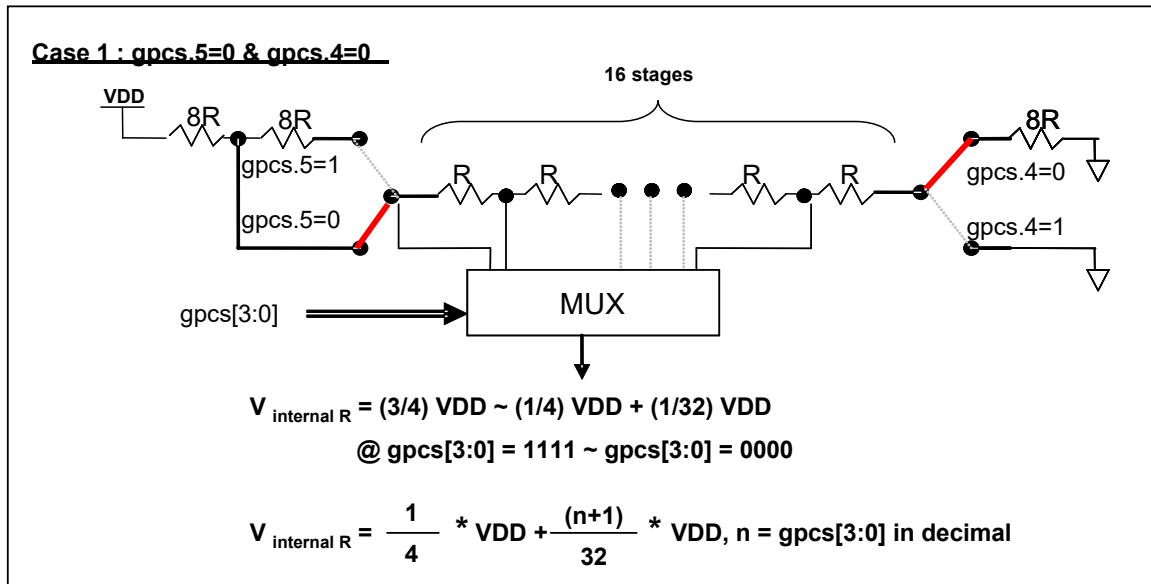 Case 1 : gpcs.5=0 & gpcs.4=0
16 stages
VDD
8R 8R 8R
gpcs.5=1
R R R R
gpcs.4=0
gpcs.5=0
gpcs.4=1
MUX
gpcs[3:0]
V internal R = (3/4) VDD ~ (1/4) VDD + (1/32) VDD
@ gpcs[3:0] = 1111 ~ gpcs[3:0] = 0000
V internal R = 1/4 * VDD + (n+1)/32 * VDD, n = gpcs[3:0] in decimal